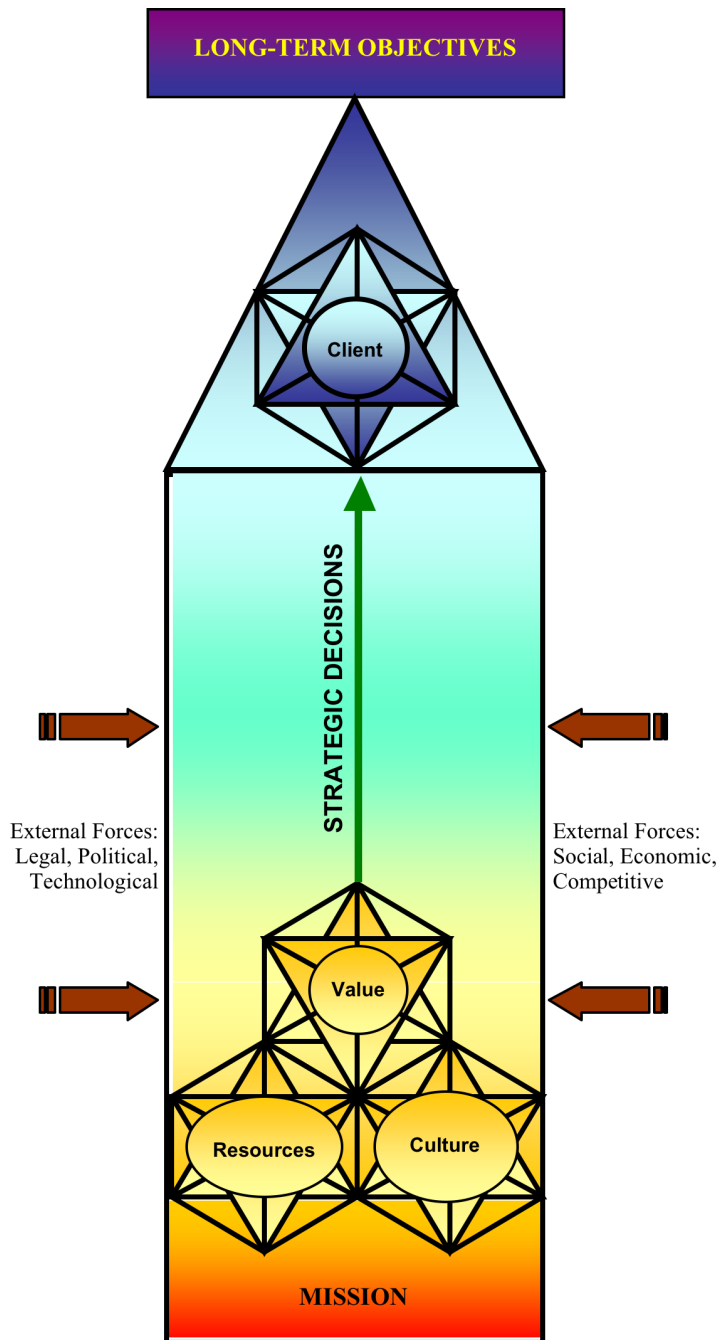 LONG-TERM OBJECTIVES
Client
STRATEGIC DECISIONS
External Forces:
Legal, Political,
Technological
External Forces:
Social, Economic,
Competitive
Value
Resources
Culture
MISSION